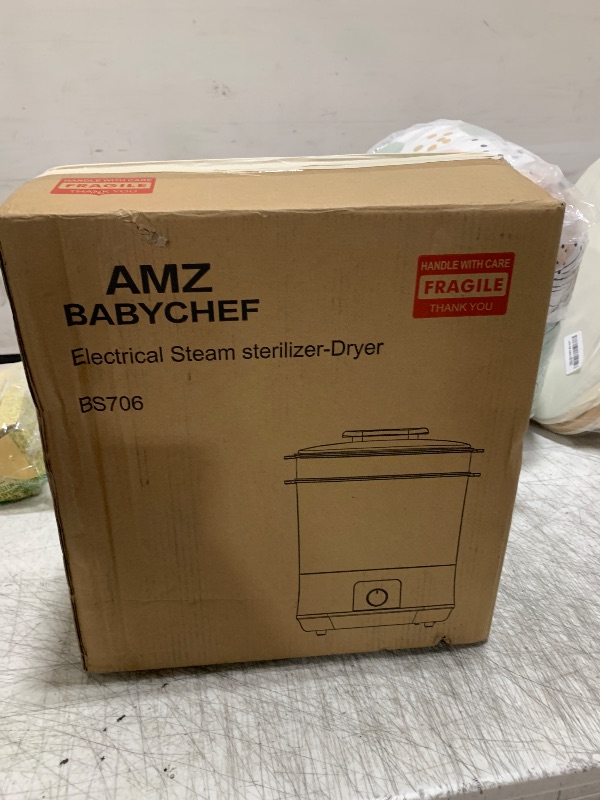 HANDLE WITH CARE
FRAGILE
THANK YOU
AMZ
BABYCHEF
Electrical Steam sterilizer-Dryer
BS706
HANDLE WITH CARE
FRAGILE
THANK YOU